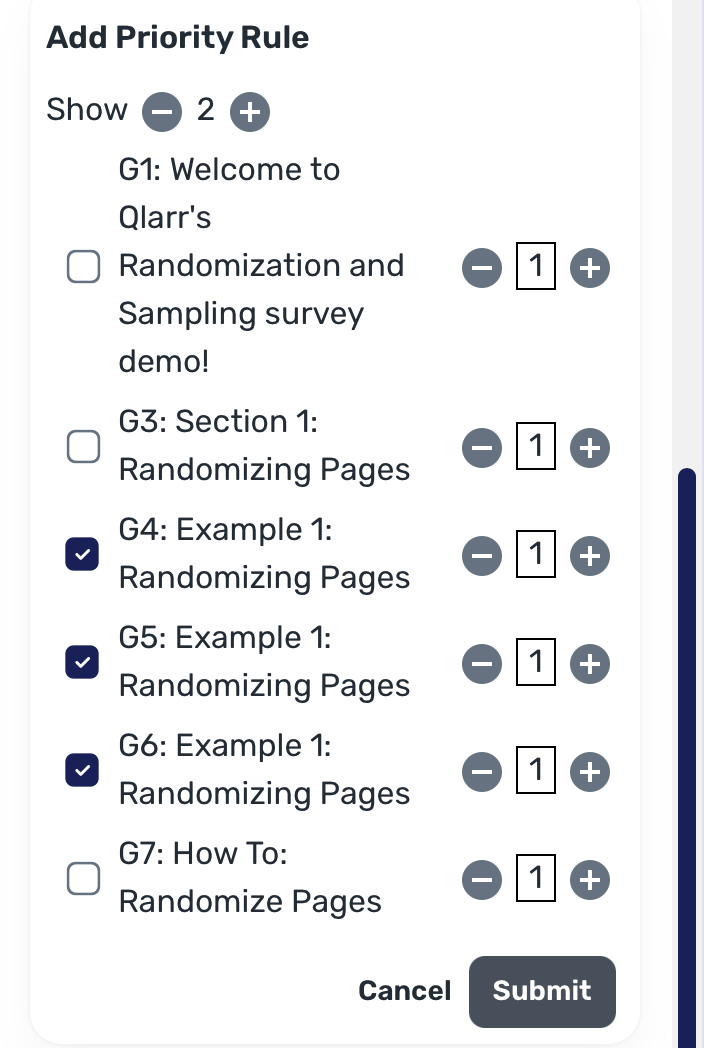 Add Priority Rule
Show 2
G1: Welcome to
Qlarr's
Randomization and 1
Sampling survey
demo!
G3: Section 1:
Randomizing Pages
1
G4: Example 1:
Randomizing Pages
1
G5: Example 1:
Randomizing Pages
1
G6: Example 1:
Randomizing Pages
1
G7: How To:
Randomize Pages
1
Cancel Submit